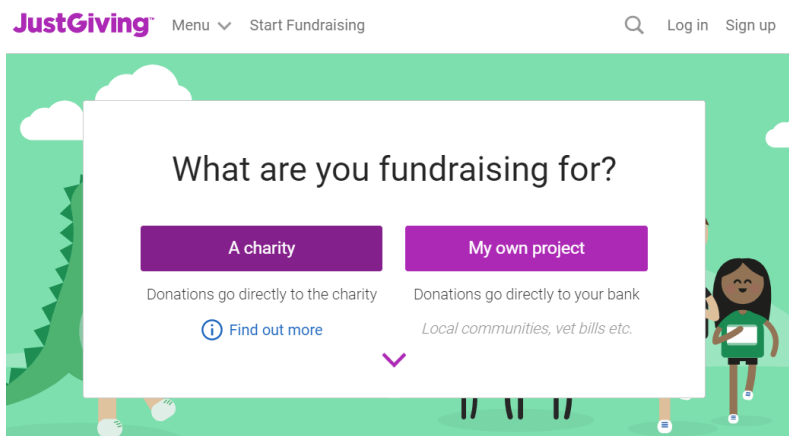 JustGiving™ Menu Start Fundraising Log in Sign up
What are you fundraising for?
A charity My own project
Donations go directly to the charity Donations go directly to your bank
Find out more Local communities, vet bills etc.